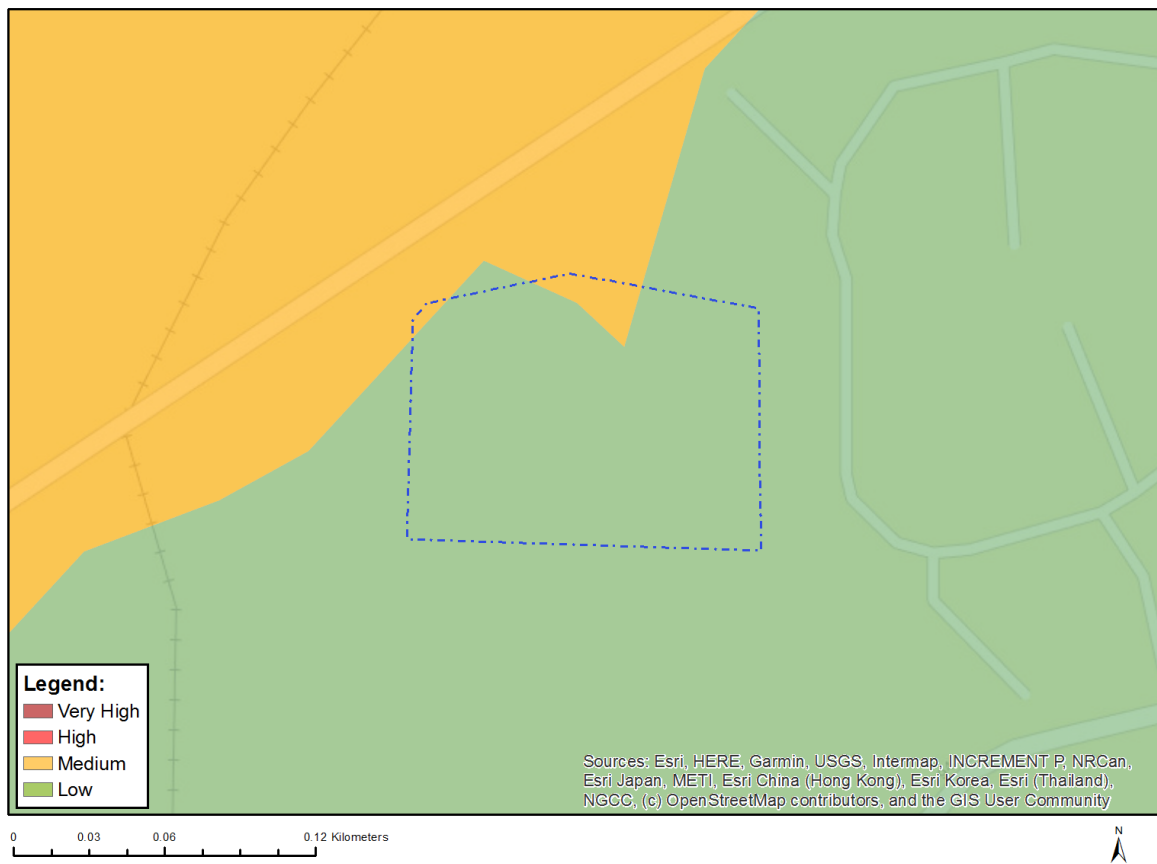 Legend:
Very High
High
Medium
Low
Sources: Esri, HERE, Garmin, USGS, Intermap, INCREMENT P, NRCan,
Esri Japan, METI, Esri China (Hong Kong), Esri Korea, Esri (Thailand),
NGCC, (c) OpenStreetMap contributors, and the GIS User Community
0 0.03 0.06 0.12 Kilometers
N